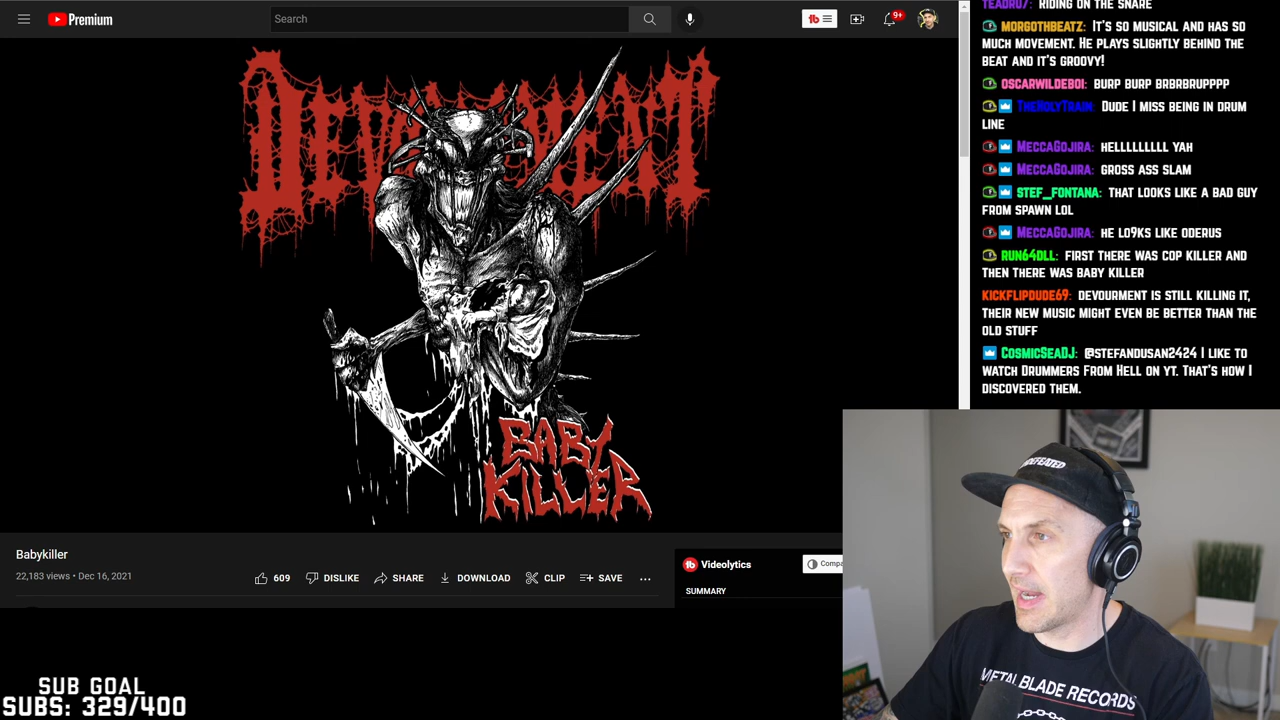 Premium
Search
9+
DEVOURMENT
BABY
KILLER
Babykiller
22,183 views • Dec 16, 2021
609
DISLIKE
SHARE
DOWNLOAD
CLIP
SAVE
Videolytics
SUMMARY
SUB GOAL
SUBS: 329/400
TEADRU7: RIDING ON THE SNARE
MORGOTHBEATZ: IT'S SO MUSICAL AND HAS SO
MUCH MOVEMENT. HE PLAYS SLIGHTLY BEHIND THE
BEAT AND IT'S GROOVY!
OSCARWILDEBOI: BURP BURP BRBRBRUPPPP
THEHOLYTRAIN: DUDE I MISS BEING IN DRUM
LINE
MECCAGOJIRA: HELLLLLLLLL YAH
MECCAGOJIRA: GROSS ASS SLAM
STEF_FONTANA: THAT LOOKS LIKE A BAD GUY
FROM SPAWN LOL
MECCAGOJIRA: HE LO9KS LIKE ODERUS
RUN64DLL: FIRST THERE WAS COP KILLER AND
THEN THERE WAS BABY KILLER
KICKFLIPDUDE69: DEVOURMENT IS STILL KILLING IT,
THEIR NEW MUSIC MIGHT EVEN BE BETTER THAN THE
OLD STUFF
COSMICSEADJ: @STEFANDUSAN2424 I LIKE TO
WATCH DRUMMERS FROM HELL ON YT. THAT'S HOW I
DISCOVERED THEM.
METAL BLADE RECORDS